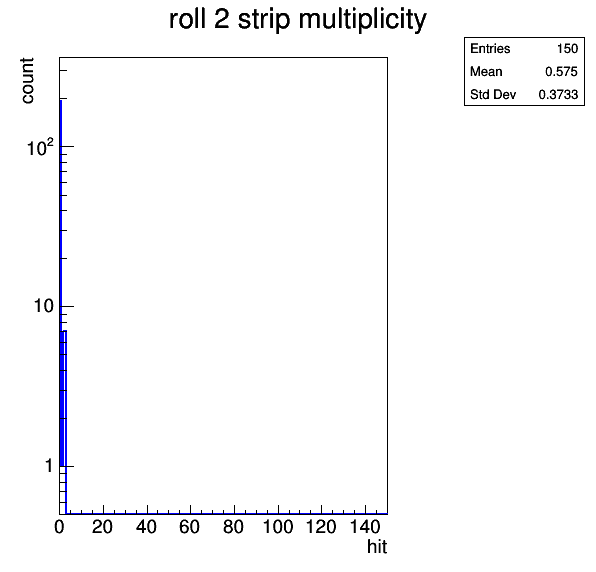 roll 2 strip multiplicity
Entries 150
Mean 0.575
Std Dev 0.3733
count
10²
10
1
0 20 40 60 80 100 120 140
hit